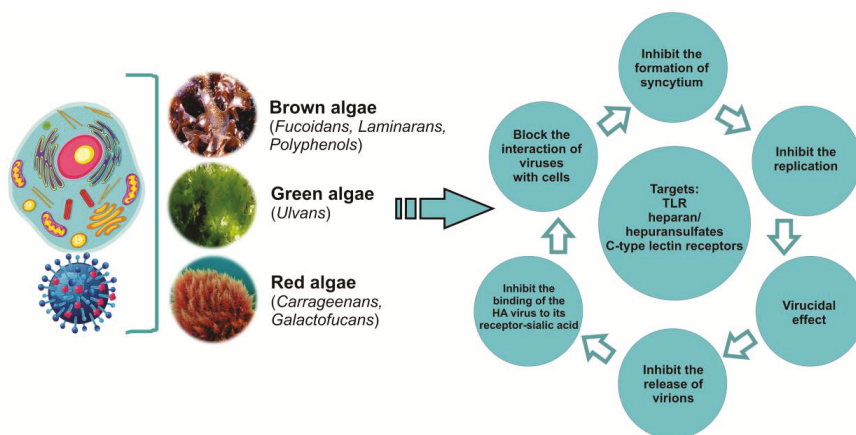 Brown algae
(Fucoidans, Laminarans,
Polyphenols)
Green algae
(Ulvans)
Red algae
(Carrageenans,
Galactofucans)
Inhibit the
formation of
syncytium
Inhibit the
replication
Virucidal
effect
Inhibit the
release of
virions
Inhibit the
binding of the
HA virus to its
receptor-sialic acid
Block the
interaction of
viruses
with cells
Targets:
TLR
heparan/
hepuransulfates
C-type lectin receptors